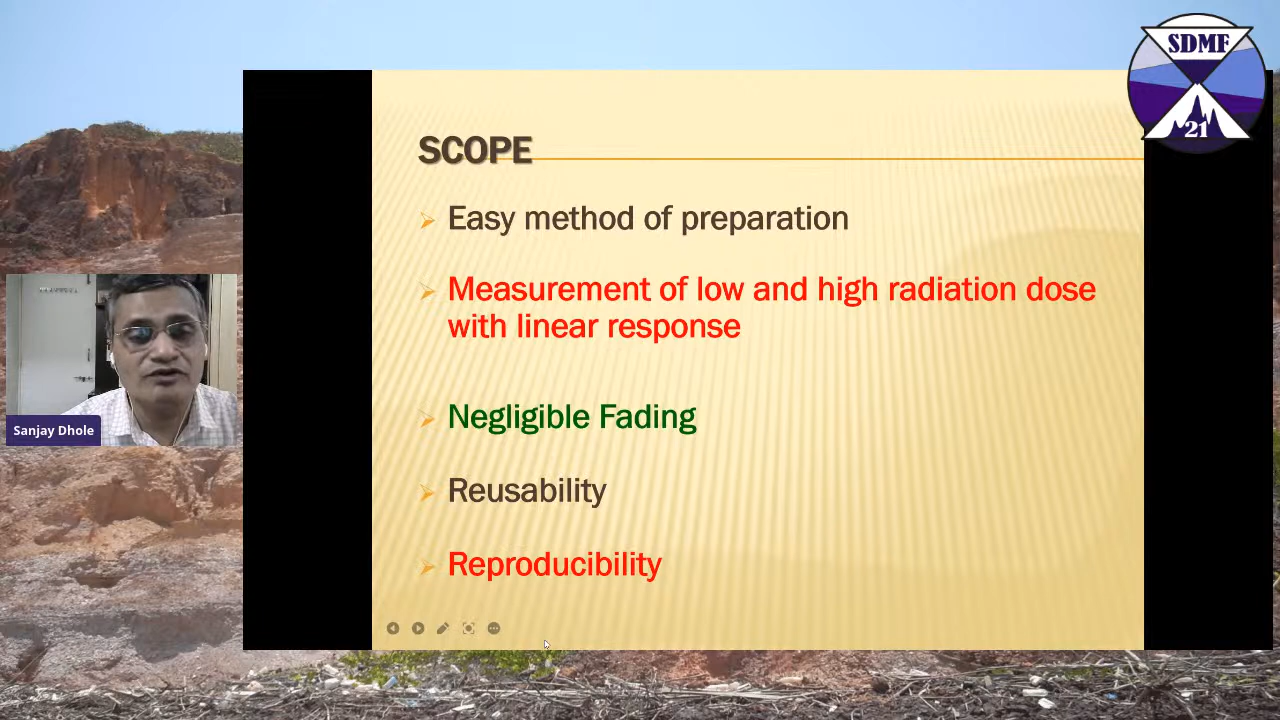 SDMF
21
SCOPE
Easy method of preparation
Measurement of low and high radiation dose
with linear response
Negligible Fading
Reusability
Reproducibility
Sanjay Dhole